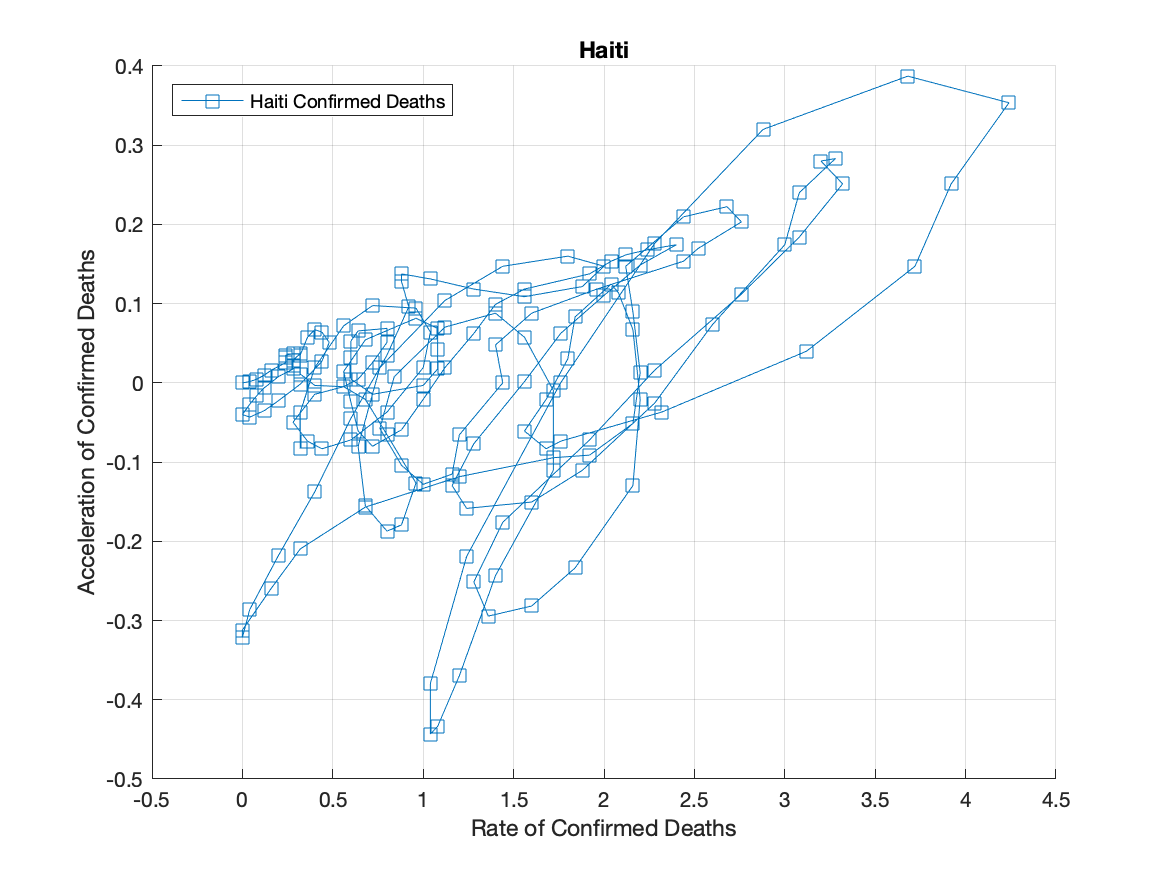 Haiti
Haiti Confirmed Deaths
Acceleration of Confirmed Deaths
0.4
0.3
0.2
0.1
0
-0.1
-0.2
-0.3
-0.4
-0.5
-0.5 0 0.5 1 1.5 2 2.5 3 3.5 4 4.5
Rate of Confirmed Deaths